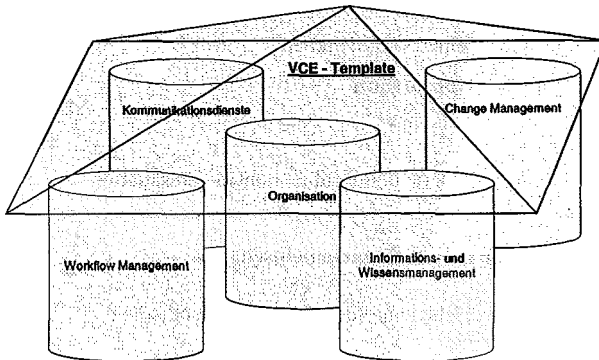 VCE - Template
Kommunikationsdienste
Change Management
Organisation
Workflow Management
Informations- und
Wissensmanagement